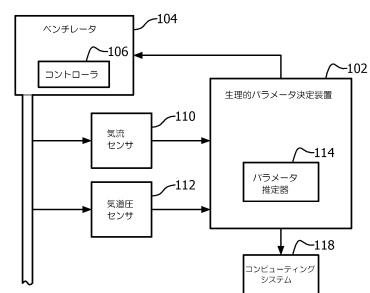 ベンチレータ
104
106
コントローラ
102
生理的パラメータ決定装置
110
気流
センサ
114
パラメータ
推定器
112
気道圧
センサ
118
コンピューティング
システム